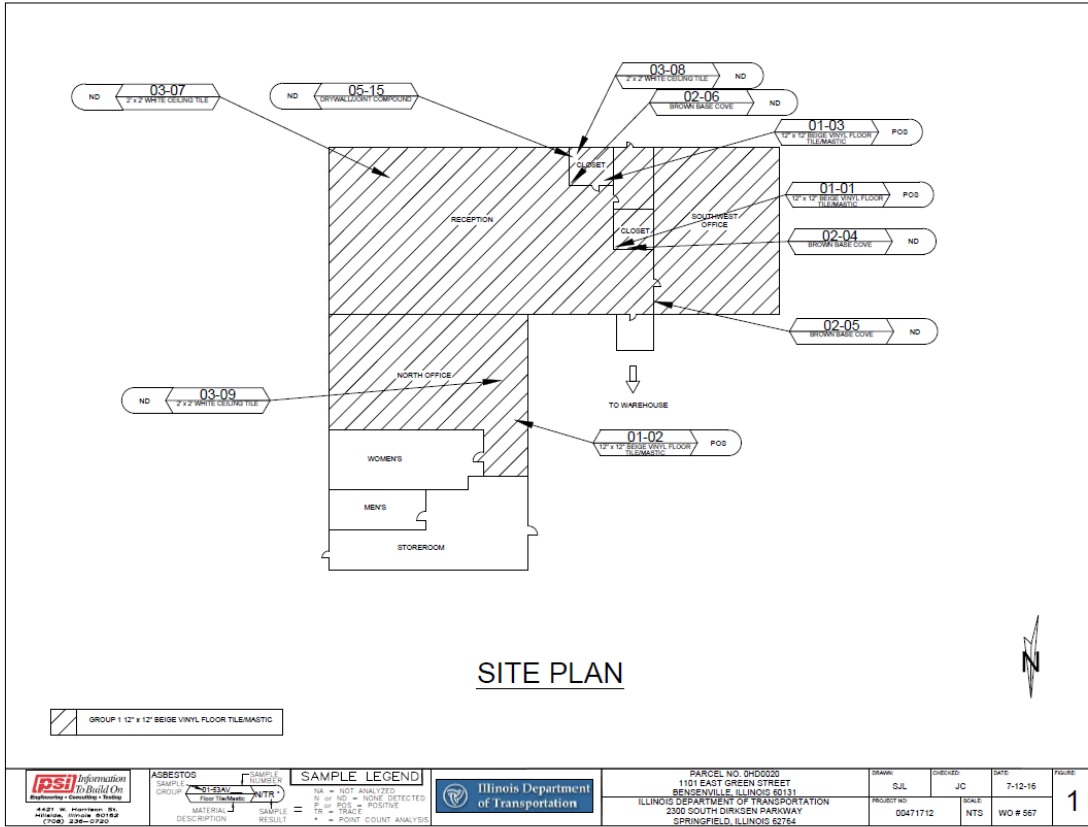 03-07
2' x 2' WHITE CEILING TILE
ND
05-15
DRYWALL/JOINT COMPOUND
ND
03-08
2' x 2' WHITE CEILING TILE
ND
02-06
BROWN BASE COVE
ND
01-03
12" x 12" BEIGE VINYL FLOOR
TILE/MASTIC
POS
01-01
12" x 12" BEIGE VINYL FLOOR
TILE/MASTIC
POS
02-04
BROWN BASE COVE
ND
02-05
BROWN BASE COVE
ND
CLOSET
RECEPTION
CLOSET
SOUTHWEST
OFFICE
NORTH OFFICE
03-09
2' x 2' WHITE CEILING TILE
ND
TO WAREHOUSE
01-02
12" x 12" BEIGE VINYL FLOOR
TILE/MASTIC
POS
WOMEN'S
MEN'S
STOREROOM
SITE PLAN
N
GROUP 1 12" x 12" BEIGE VINYL FLOOR TILE/MASTIC
psi Information
To Build On
Engineering • Consulting • Testing
4421 W. Harrison St.
Hillside, Illinois 60162
(708) 236-0720
ASBESTOS
SAMPLE
GROUP
SAMPLE
NUMBER
01-53AV
Floor Tile/Mastic
N/TR *
MATERIAL
DESCRIPTION
SAMPLE
RESULT
SAMPLE LEGEND
NA = NOT ANALYZED
N or ND = NONE DETECTED
P or POS = POSITIVE
TR = TRACE
* = POINT COUNT ANALYSIS
Illinois Department
of Transportation
PARCEL NO. 0HD0020
1101 EAST GREEN STREET
BENSENVILLE, ILLINOIS 60131
ILLINOIS DEPARTMENT OF TRANSPORTATION
2300 SOUTH DIRKSEN PARKWAY
SPRINGFIELD, ILLINOIS 62764
DRAWN:
SJL
CHECKED:
JC
DATE:
7-12-16
FIGURE:
1
PROJECT NO:
00471712
SCALE:
NTS
WO # 567